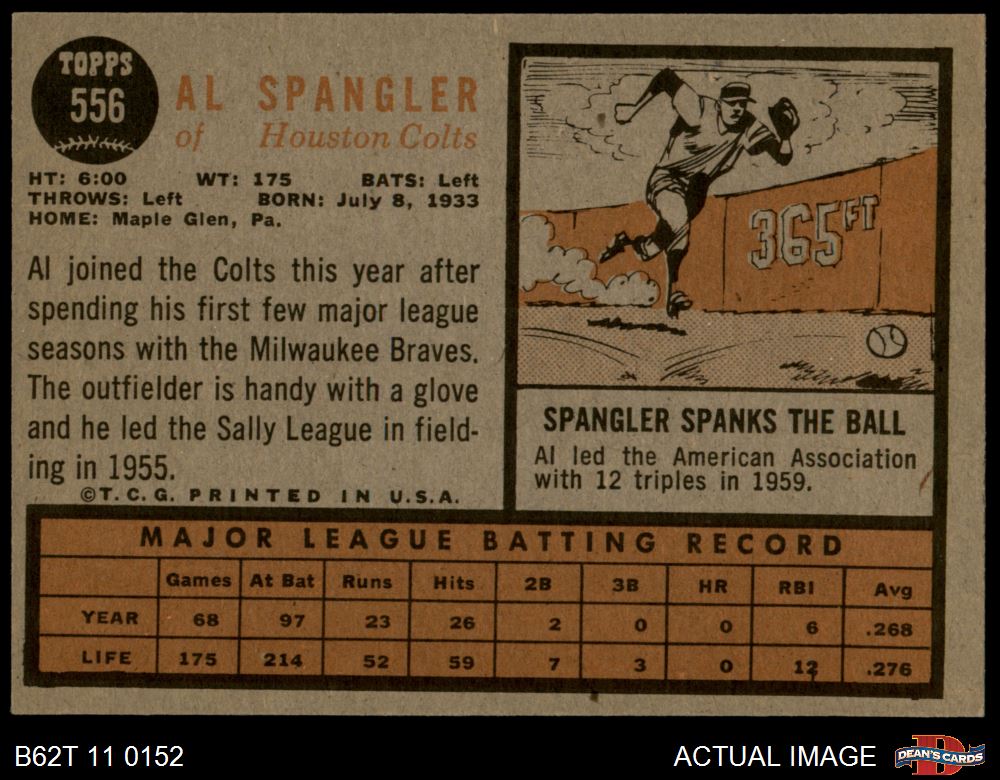 TOPPS
556
AL SPANGLER
of Houston Colts
HT: 6:00 WT: 175 BATS: Left
THROWS: Left BORN: July 8, 1933
HOME: Maple Glen, Pa.
Al joined the Colts this year after
spending his first few major league
seasons with the Milwaukee Braves.
The outfielder is handy with a glove
and he led the Sally League in field-
ing in 1955.
©T.C.G. PRINTED IN U.S.A.
365 FT
SPANGLER SPANKS THE BALL
Al led the American Association
with 12 triples in 1959.
MAJOR LEAGUE BATTING RECORD
Games At Bat Runs Hits 2B 3B HR RBI Avg
YEAR 68 97 23 26 2 0 0 6 .268
LIFE 175 214 52 59 7 3 0 12 .276
B62T 11 0152
ACTUAL IMAGE
D
DEAN'S CARDS